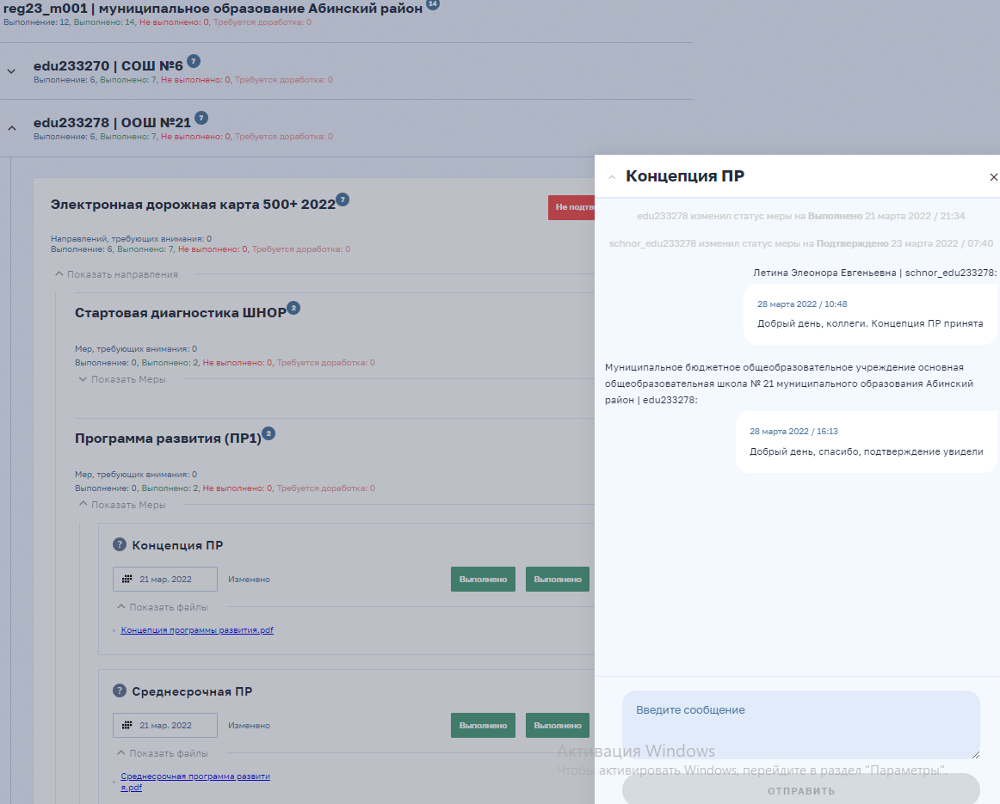 reg23_m001 | муниципальное образование Абинский район 14
Выполнение: 12, Выполнено: 14, Не выполнено: 0, Требуется доработка: 0
edu233270 | СОШ №6 7
Выполнение: 6, Выполнено: 7, Не выполнено: 0, Требуется доработка: 0
edu233278 | ООШ №21 7
Выполнение: 6, Выполнено: 7, Не выполнено: 0, Требуется доработка: 0
Электронная дорожная карта 500+ 2022 7
Не подтв
Направлений, требующих внимания: 0
Выполнение: 6, Выполнено: 7, Не выполнено: 0, Требуется доработка: 0
Показать направления
Стартовая диагностика ШНОР 2
Мер, требующих внимания: 0
Выполнение: 0, Выполнено: 2, Не выполнено: 0, Требуется доработка: 0
Показать Меры
Программа развития (ПР1) 2
Мер, требующих внимания: 0
Выполнение: 0, Выполнено: 2, Не выполнено: 0, Требуется доработка: 0
Показать Меры
? Концепция ПР
21 мар. 2022 Изменено Выполнено Выполнено
Показать файлы
Концепция программы развития.pdf
? Среднесрочная ПР
21 мар. 2022 Изменено Выполнено Выполнено
Показать файлы
Среднесрочная программа развити
я.pdf
Концепция ПР
edu233278 изменил статус меры на Выполнено 21 марта 2022 / 21:34
schnor_edu233278 изменил статус меры на Подтверждено 23 марта 2022 / 07:40
Летина Элеонора Евгеньевна | schnor_edu233278:
28 марта 2022 / 10:48
Добрый день, коллеги. Концепция ПР принята
Муниципальное бюджетное общеобразовательное учреждение основная
общеобразовательная школа № 21 муниципального образования Абинский
район | edu233278:
28 марта 2022 / 16:13
Добрый день, спасибо, подтверждение увидели
Введите сообщение
Активация Windows
Чтобы активировать Windows, перейдите в раздел "Параметры".
ОТПРАВИТЬ